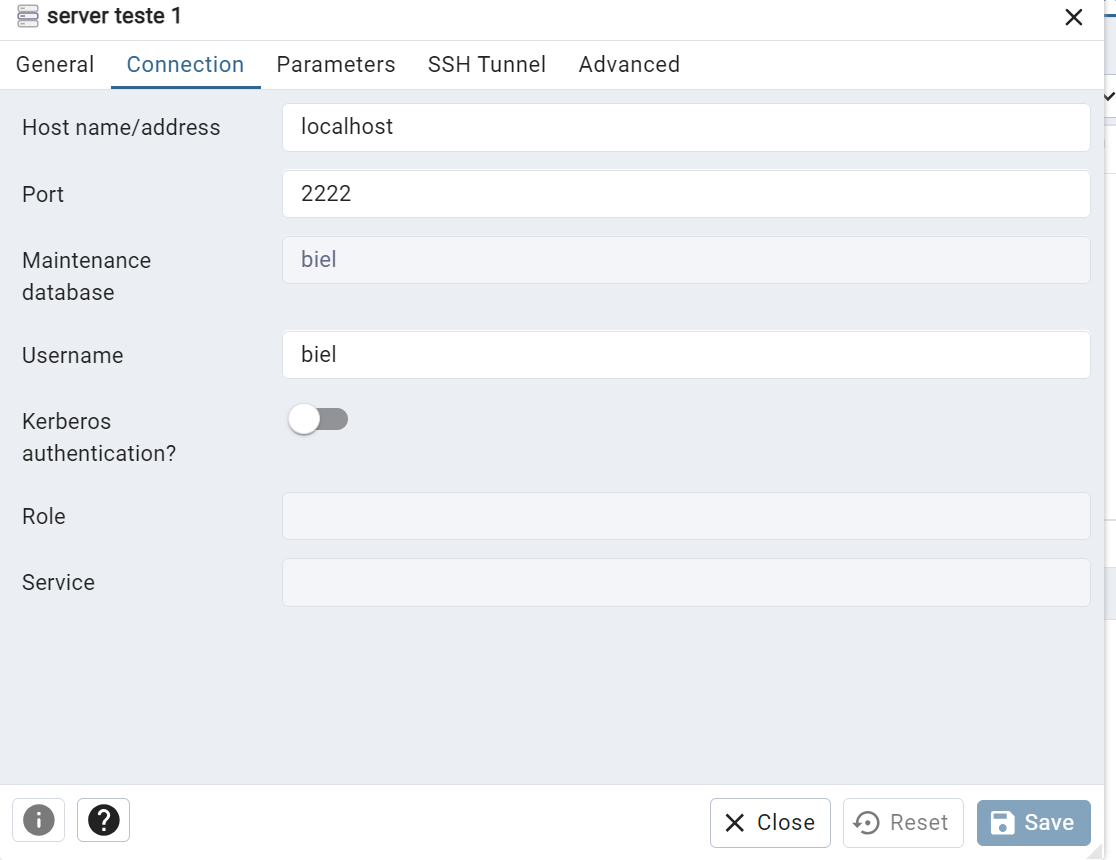 server teste 1
General Connection Parameters SSH Tunnel Advanced
Host name/address localhost
Port 2222
Maintenance biel
database
Username biel
Kerberos
authentication?
Role
Service
Close Reset Save